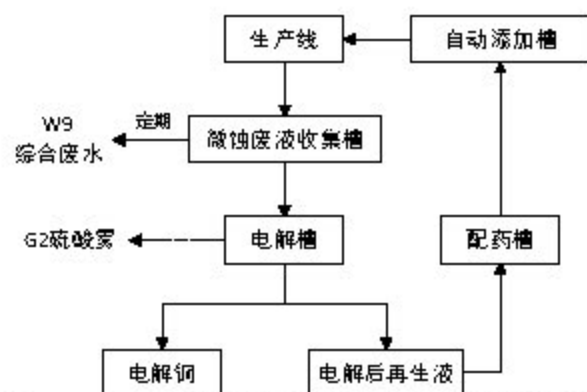 生产线
自动添加槽
W9
综合废水
定期
微蚀废液收集槽
G2硫酸雾
电解槽
配药槽
电解铜
电解后再生液